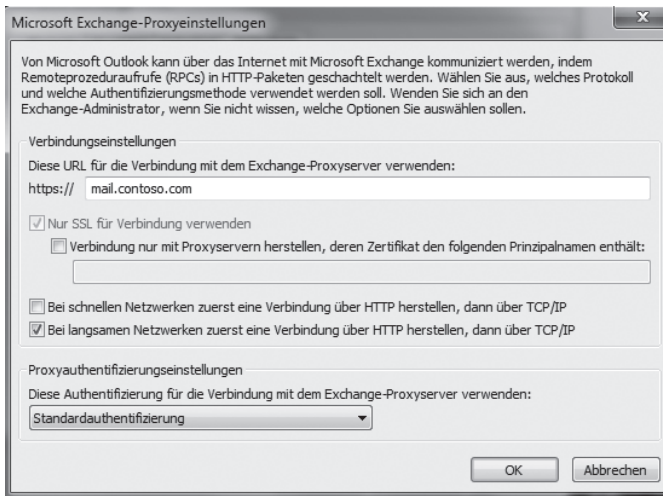 Microsoft Exchange-Proxyeinstellungen
Von Microsoft Outlook kann über das Internet mit Microsoft Exchange kommuniziert werden, indem
Remoteprozeduraufrufe (RPCs) in HTTP-Paketen geschachtelt werden. Wählen Sie aus, welches Protokoll
und welche Authentifizierungsmethode verwendet werden soll. Wenden Sie sich an den
Exchange-Administrator, wenn Sie nicht wissen, welche Optionen Sie auswählen sollen.
Verbindungseinstellungen
Diese URL für die Verbindung mit dem Exchange-Proxyserver verwenden:
https:// mail.contoso.com
Nur SSL für Verbindung verwenden
Verbindung nur mit Proxyservern herstellen, deren Zertifikat den folgenden Prinzipalnamen enthält:
Bei schnellen Netzwerken zuerst eine Verbindung über HTTP herstellen, dann über TCP/IP
Bei langsamen Netzwerken zuerst eine Verbindung über HTTP herstellen, dann über TCP/IP
Proxyauthentifizierungseinstellungen
Diese Authentifizierung für die Verbindung mit dem Exchange-Proxyserver verwenden:
Standardauthentifizierung
OK Abbrechen